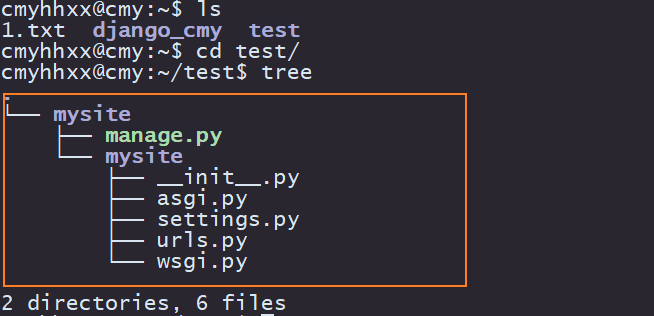 cmyhhxx@cmy:~$ ls
1.txt  django_cmy  test
cmyhhxx@cmy:~$ cd test/
cmyhhxx@cmy:~/test$ tree
.
└── mysite
    ├── manage.py
    └── mysite
        ├── __init__.py
        ├── asgi.py
        ├── settings.py
        ├── urls.py
        └── wsgi.py
2 directories, 6 files